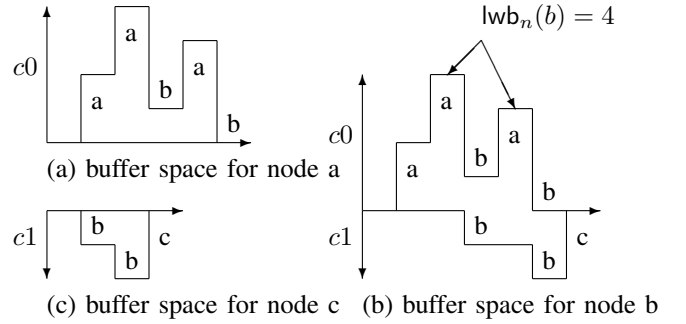 lwb_n(b) = 4
a
c0
a
a
b
b
(a) buffer space for node a
c0
a
a
a
b
b
c1
b
b
c
c1
b
b
c
(c) buffer space for node c
(b) buffer space for node b